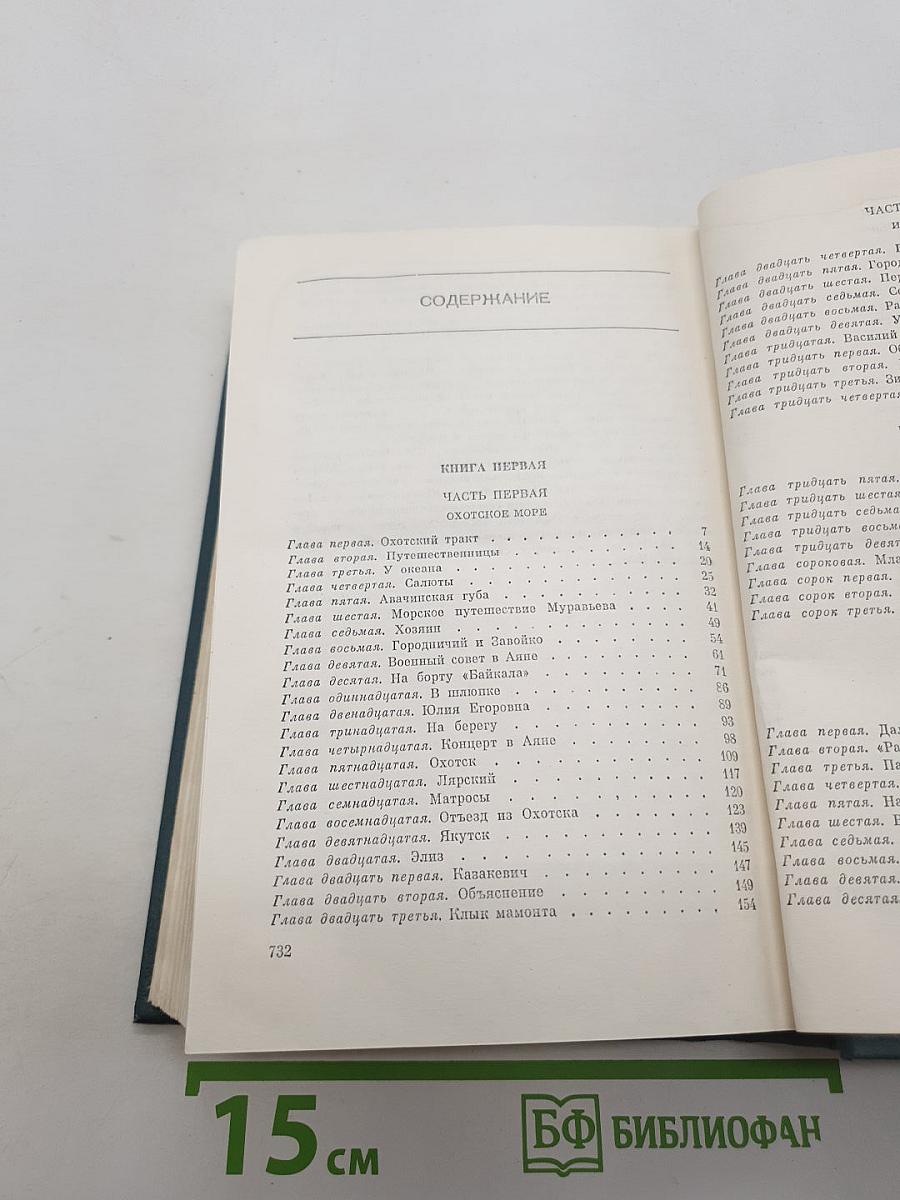 СОДЕРЖАНИЕ
КНИГА ПЕРВАЯ
ЧАСТЬ ПЕРВАЯ
ОХОТСКОЕ МОРЕ
Глава первая. Охотский тракт . . . . . . . . . . . . 7
Глава вторая. Путешественницы . . . . . . . . . . . 14
Глава третья. У океана . . . . . . . . . . . . . 20
Глава четвертая. Салюты . . . . . . . . . . . . 25
Глава пятая. Авачинская губа . . . . . . . . . . . 32
Глава шестая. Морское путешествие Муравьева . . . . 41
Глава седьмая. Хозяин . . . . . . . . . . . . . 49
Глава восьмая. Городничий и Завойко . . . . . . . . 54
Глава девятая. Военный совет в Аяне . . . . . . . . . 61
Глава десятая. На борту «Байкала» . . . . . . . . . 71
Глава одиннадцатая. В шлюпке . . . . . . . . . . 86
Глава двенадцатая. Юлия Егоровна . . . . . . . . . 89
Глава тринадцатая. На берегу . . . . . . . . . . 93
Глава четырнадцатая. Концерт в Аяне . . . . . . . . 98
Глава пятнадцатая. Охотск . . . . . . . . . . . 109
Глава шестнадцатая. Лярский . . . . . . . . . . 117
Глава семнадцатая. Матросы . . . . . . . . . . 120
Глава восемнадцатая. Отъезд из Охотска . . . . . . . 123
Глава девятнадцатая. Якутск . . . . . . . . . . 139
Глава двадцатая. Элиз . . . . . . . . . . . . 145
Глава двадцать первая. Казакевич . . . . . . . . . 147
Глава двадцать вторая. Объяснение . . . . . . . . 149
Глава двадцать третья. Клык мамонта . . . . . . . . . 154
732
Глава двадцать четвертая.
Глава двадцать пятая.
Глава двадцать шестая.
Глава двадцать седьмая.
Глава двадцать восьмая.
Глава двадцать девятая.
Глава тридцатая. Василий
Глава тридцать первая.
Глава тридцать вторая.
Глава тридцать третья.
Глава тридцать четвертая
Глава тридцать пятая.
Глава тридцать шестая
Глава тридцать
Глава тридцать
Глава тридцать
Глава сороковая.
Глава сорок первая.
Глава сорок вторая.
Глава сорок третья.
Глава первая.
Глава вторая.
Глава третья.
Глава четвертая.
Глава пятая.
Глава шестая.
Глава седьмая.
Глава восьмая.
Глава девятая.
Глава десятая.
15 см
БФ БИБЛИОФАН